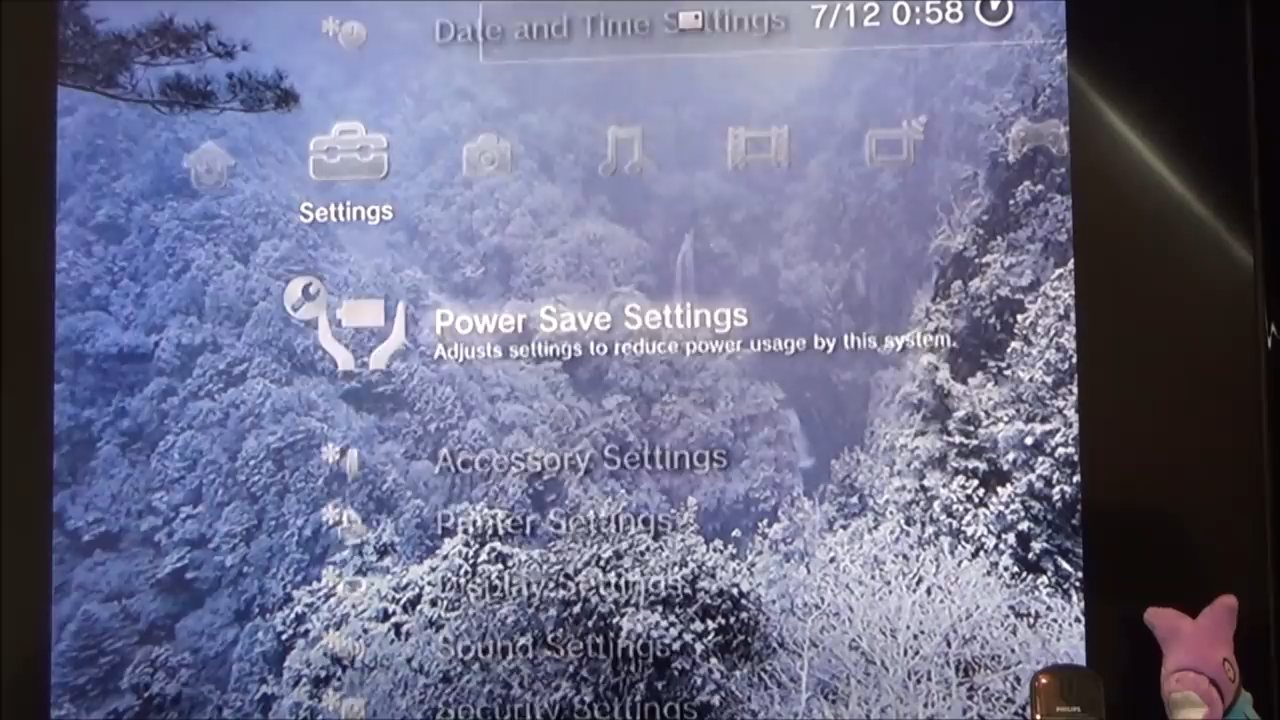 Date and Time Settings
7/12 0:58
Settings
Power Save Settings
Adjusts settings to reduce power usage by this system.
Accessory Settings
Printer Settings
Display Settings
Sound Settings
Security Settings
PHILIPS